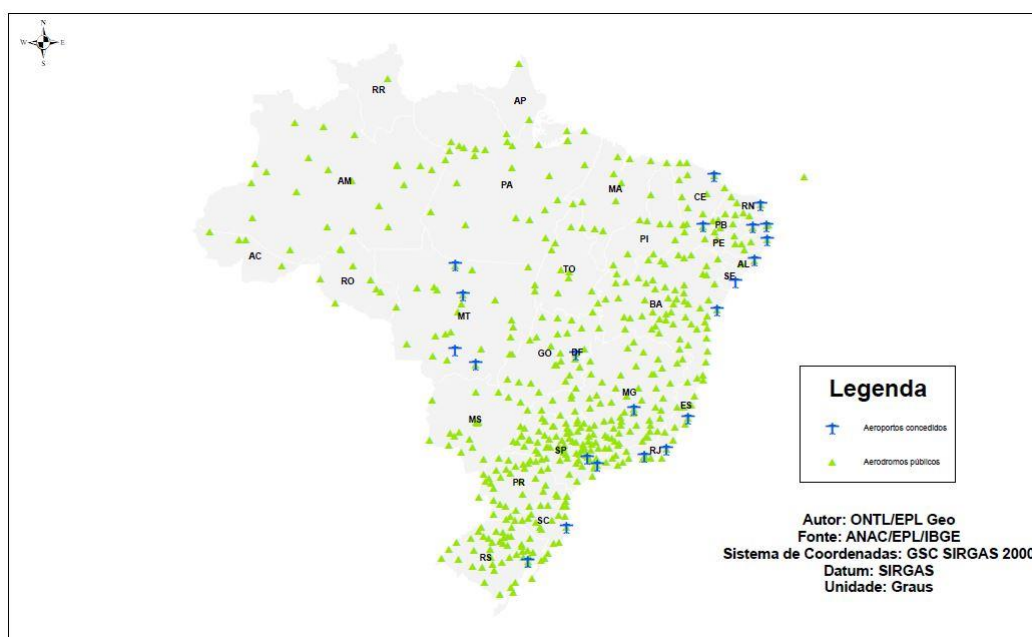 N
W E
S
RR
AP
AM
PA
MA
CE
RN
PB
PE
PI
AL
SE
AC
RO
TO
BA
MT
GO
DF
MG
ES
MS
SP
RJ
PR
SC
RS
Legenda
Aeroportos concedidos
Aerodromos públicos
Autor: ONTL/EPL Geo
Fonte: ANAC/EPL/IBGE
Sistema de Coordenadas: GSC SIRGAS 2000
Datum: SIRGAS
Unidade: Graus